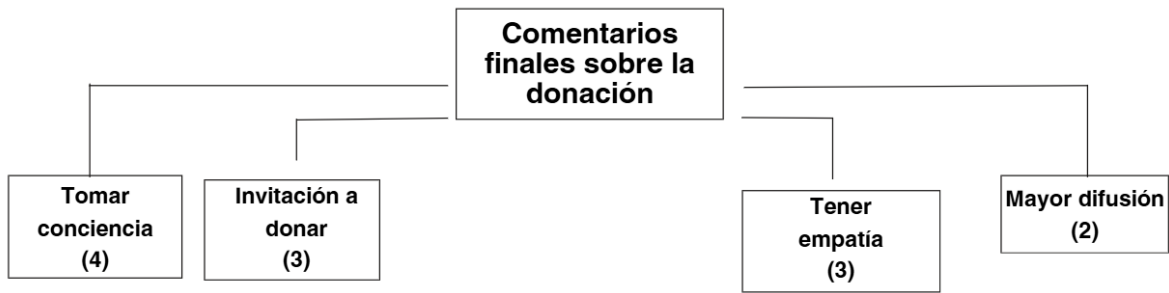 Comentarios
finales sobre la
donación
Tomar
conciencia
(4)
Invitación a
donar
(3)
Tener
empatía
(3)
Mayor difusión
(2)